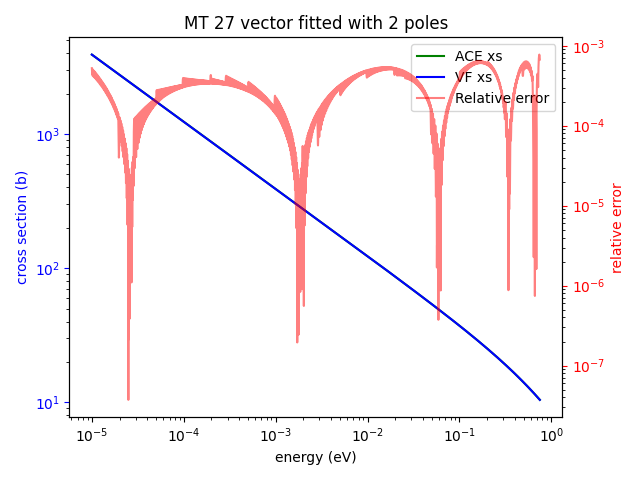 MT 27 vector fitted with 2 poles
ACE xs
VF xs
Relative error
cross section (b)
10³
10²
10¹
relative error
10⁻³
10⁻⁴
10⁻⁵
10⁻⁶
10⁻⁷
10⁻⁵ 10⁻⁴ 10⁻³ 10⁻² 10⁻¹ 10⁰
energy (eV)